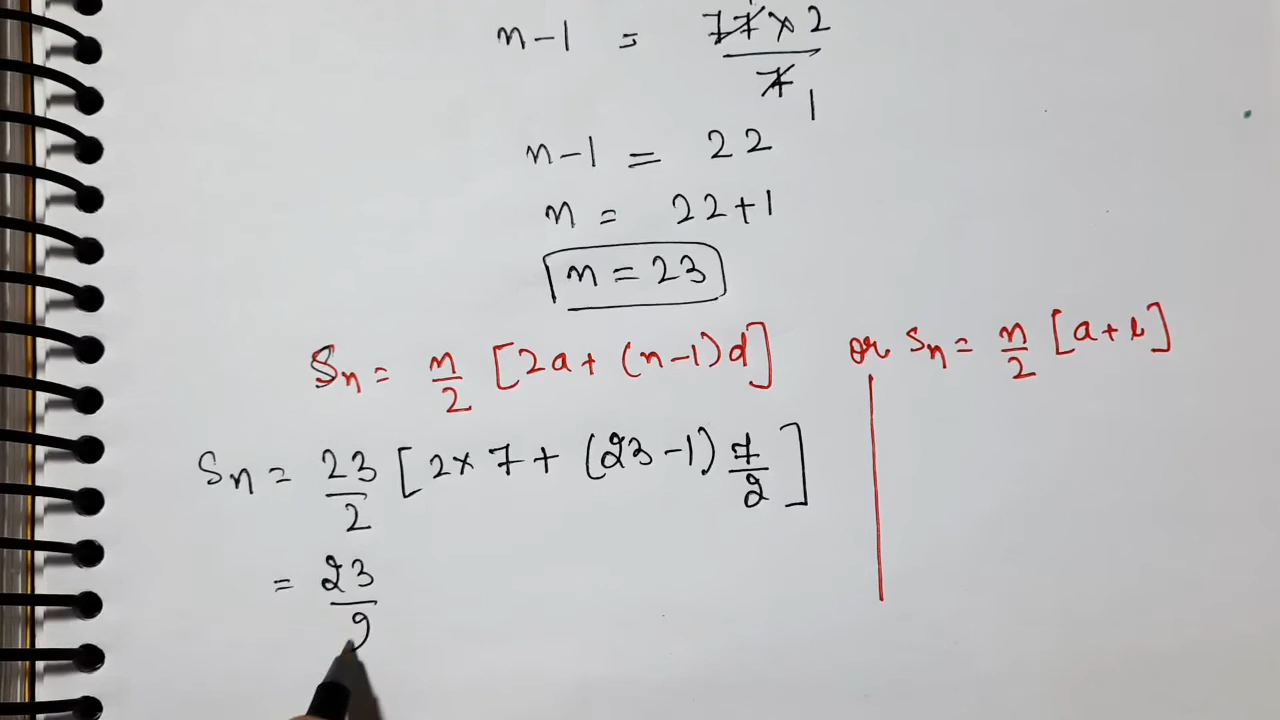 n-1 = 77×2/7 1
n-1 = 22
n = 22+1
n = 23
Sn = n/2 [2a+(n-1)d] or Sn = n/2 [a+l]
Sn = 23/2 [2×7+(23-1) 7/2]
= 23/2